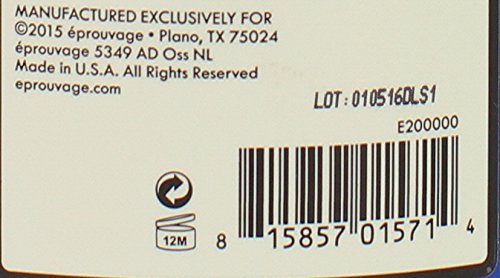 MANUFACTURED EXCLUSIVELY FOR
©2015 éprouvage • Plano, TX 75024
éprouvage 5349 AD Oss NL
Made in U.S.A. All Rights Reserved
eprouvage.com
LOT: 010516DLS1
E200000
12M
8 15857 01571 4